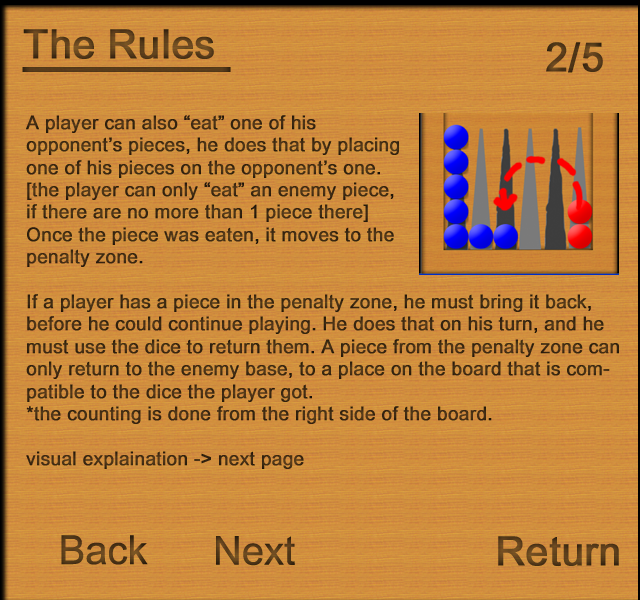 The Rules
2/5
A player can also “eat” one of his
opponent's pieces, he does that by placing
one of his pieces on the opponent's one.
[the player can only “eat” an enemy piece,
if there are no more than 1 piece there]
Once the piece was eaten, it moves to the
penalty zone.
If a player has a piece in the penalty zone, he must bring it back,
before he could continue playing. He does that on his turn, and he
must use the dice to return them. A piece from the penalty zone can
only return to the enemy base, to a place on the board that is com-
patible to the dice the player got.
*the counting is done from the right side of the board.
visual explaination -> next page
Back Next Return